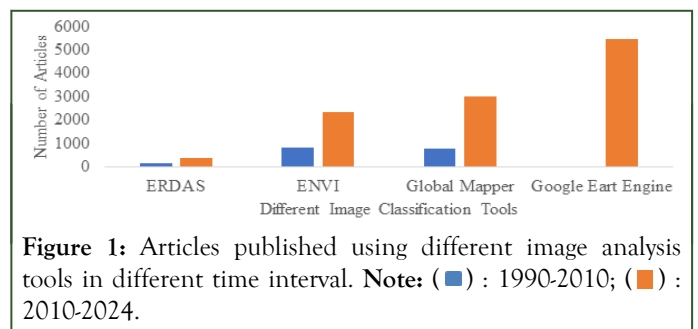 Number of Articles
6000
5000
4000
3000
2000
1000
0
ERDAS ENVI Global Mapper Google Eart Engine
Different Image Classification Tools
Figure 1: Articles published using different image analysis
tools in different time interval. Note: ( ) : 1990-2010; ( ) :
2010-2024.